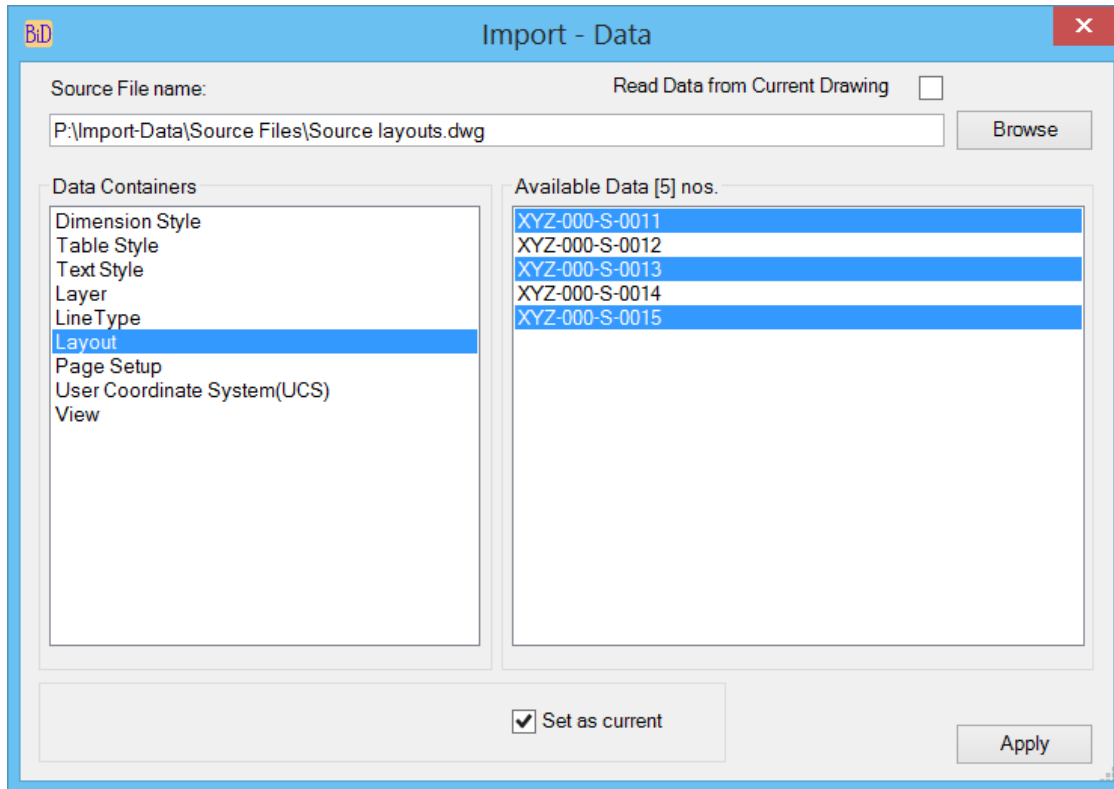 BiD
Import - Data
Source File name:
Read Data from Current Drawing
P:\Import-Data\Source Files\Source layouts.dwg
Browse
Data Containers
Dimension Style
Table Style
Text Style
Layer
LineType
Layout
Page Setup
User Coordinate System(UCS)
View
Available Data [5] nos.
XYZ-000-S-0011
XYZ-000-S-0012
XYZ-000-S-0013
XYZ-000-S-0014
XYZ-000-S-0015
Set as current
Apply